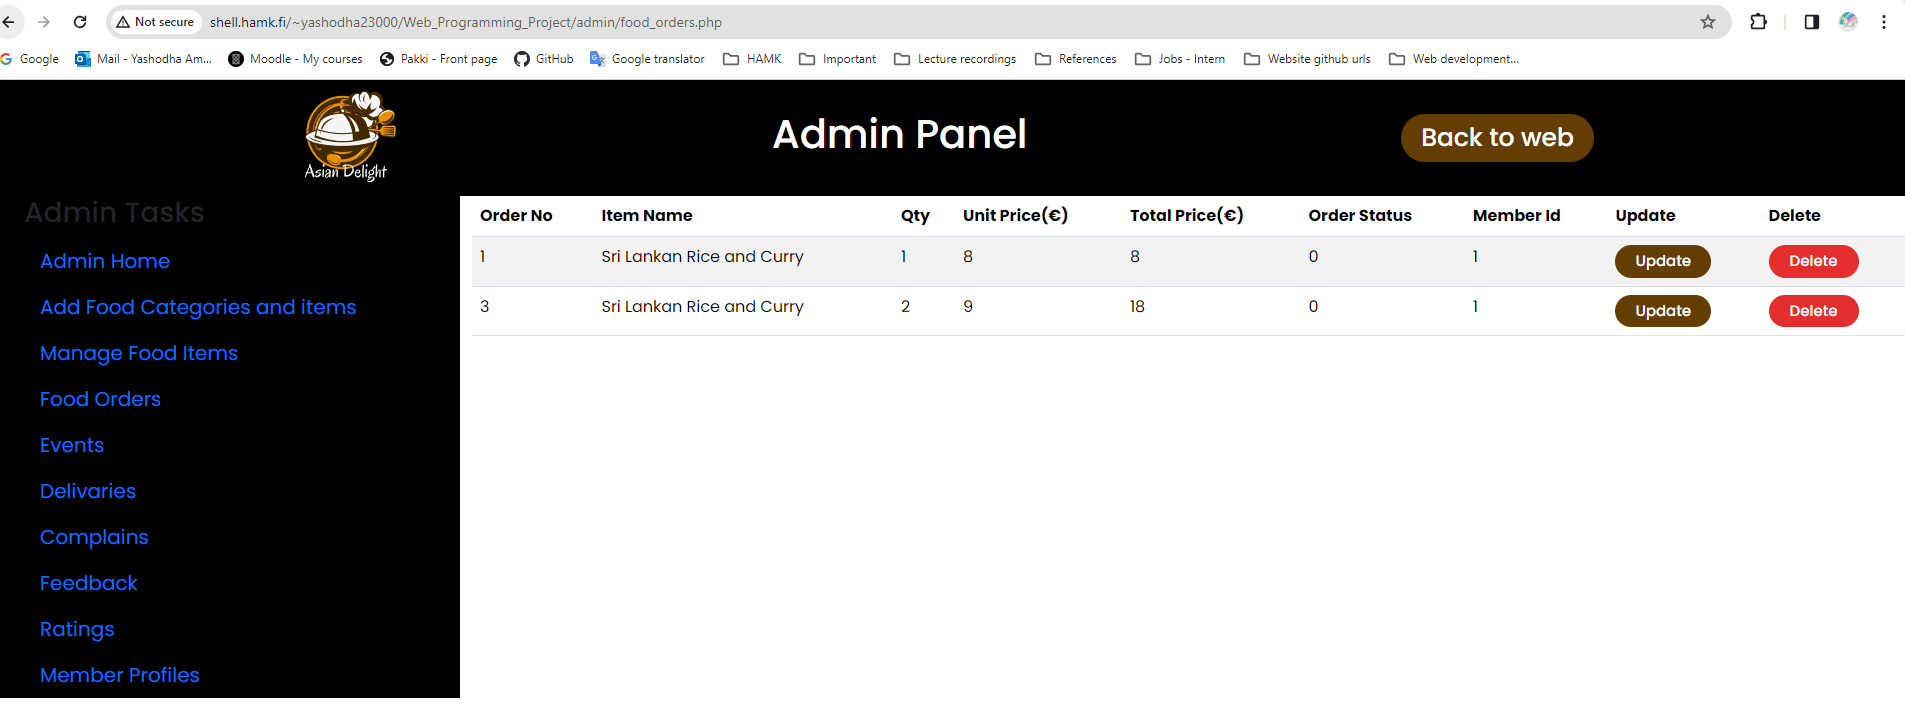 Not secure shell.hamk.fi/~yashodha23000/Web_Programming_Project/admin/food_orders.php
Google Mail - Yashodha Am... Moodle - My courses Pakki - Front page GitHub Google translator HAMK Important Lecture recordings References Jobs - Intern Website github urls Web development...
Asian Delight
Admin Panel
Back to web
Admin Tasks
Admin Home
Add Food Categories and items
Manage Food Items
Food Orders
Events
Delivaries
Complains
Feedback
Ratings
Member Profiles
Order No Item Name Qty Unit Price(€) Total Price(€) Order Status Member Id Update Delete
1 Sri Lankan Rice and Curry 1 8 8 0 1 Update Delete
3 Sri Lankan Rice and Curry 2 9 18 0 1 Update Delete